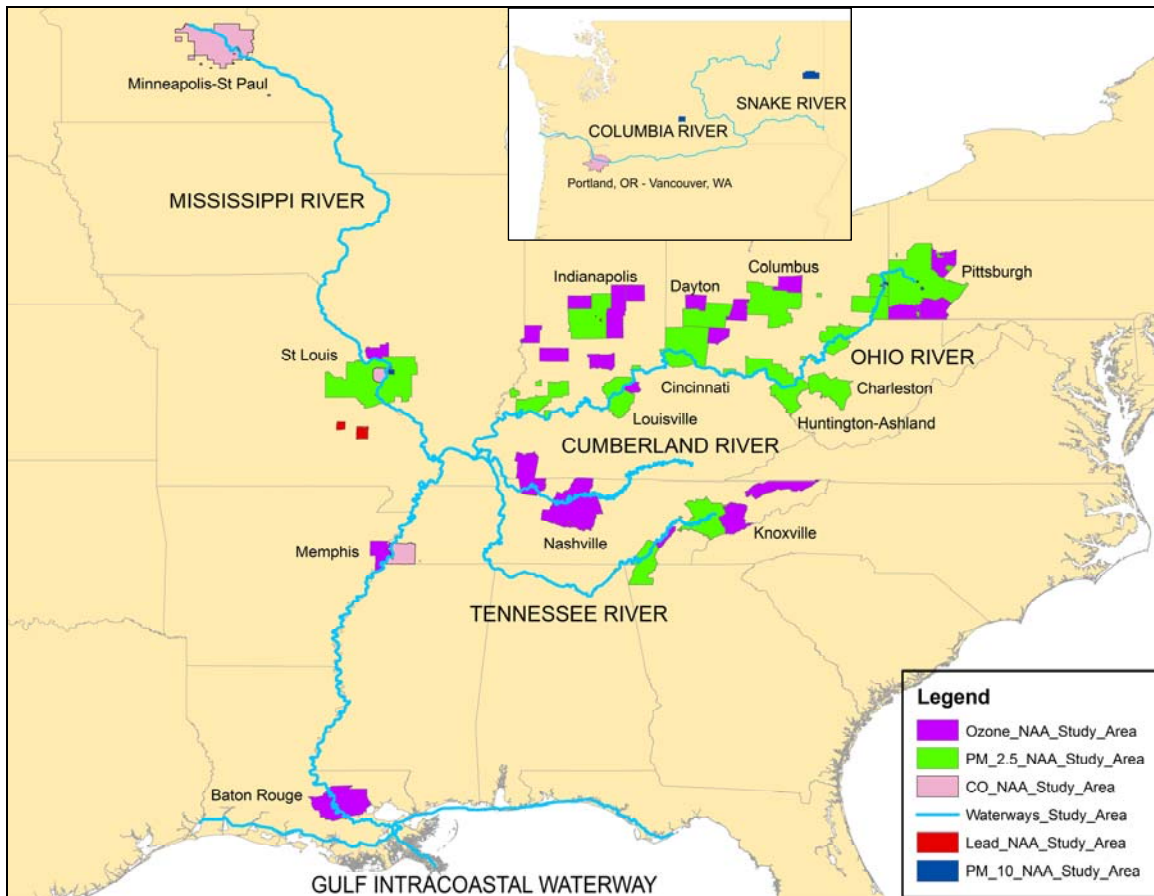 Minneapolis-St Paul
MISSISSIPPI RIVER
SNAKE RIVER
COLUMBIA RIVER
Portland, OR - Vancouver, WA
Indianapolis
Dayton
Columbus
Pittsburgh
St Louis
OHIO RIVER
Cincinnati
Charleston
Louisville
Huntington-Ashland
CUMBERLAND RIVER
Memphis
Nashville
Knoxville
TENNESSEE RIVER
Baton Rouge
GULF INTRACOASTAL WATERWAY
Legend
Ozone_NAA_Study_Area
PM_2.5_NAA_Study_Area
CO_NAA_Study_Area
Waterways_Study_Area
Lead_NAA_Study_Area
PM_10_NAA_Study_Area